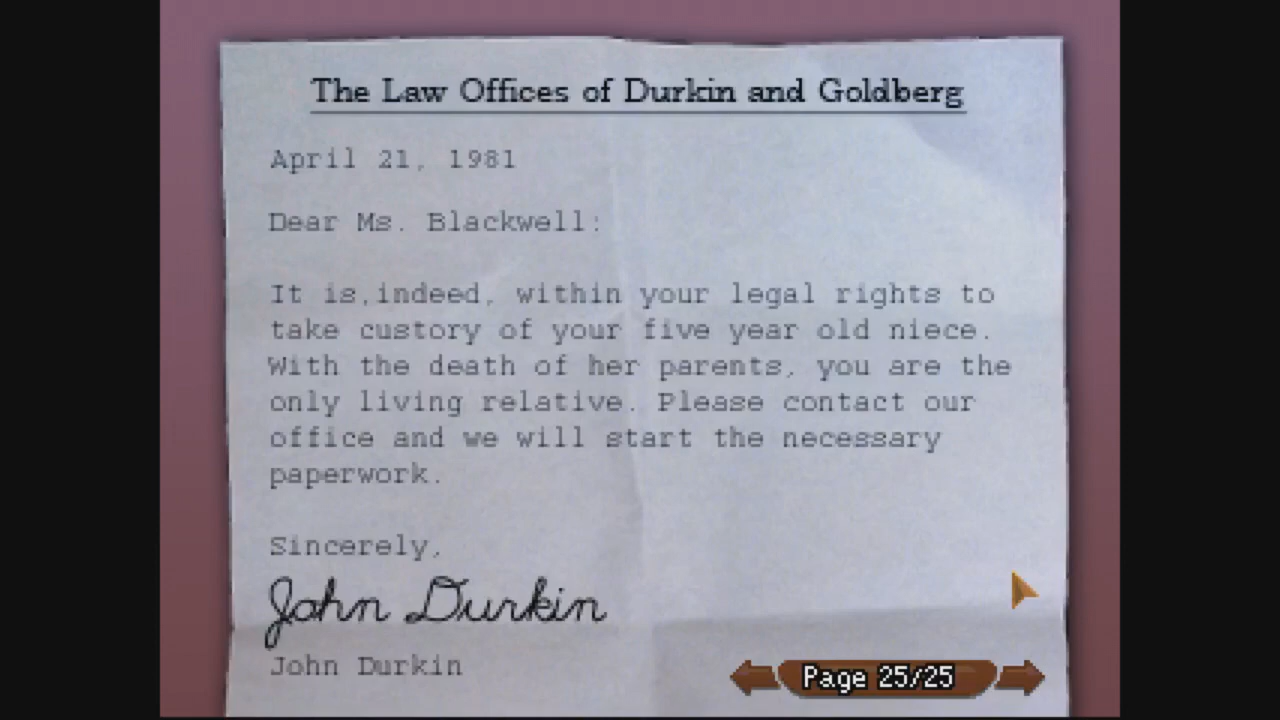 The Law Offices of Durkin and Goldberg
April 21, 1981
Dear Ms. Blackwell:
It is,indeed, within your legal rights to
take custory of your five year old niece.
With the death of her parents, you are the
only living relative. Please contact our
office and we will start the necessary
paperwork.
Sincerely,
John Durkin
John Durkin
Page 25/25